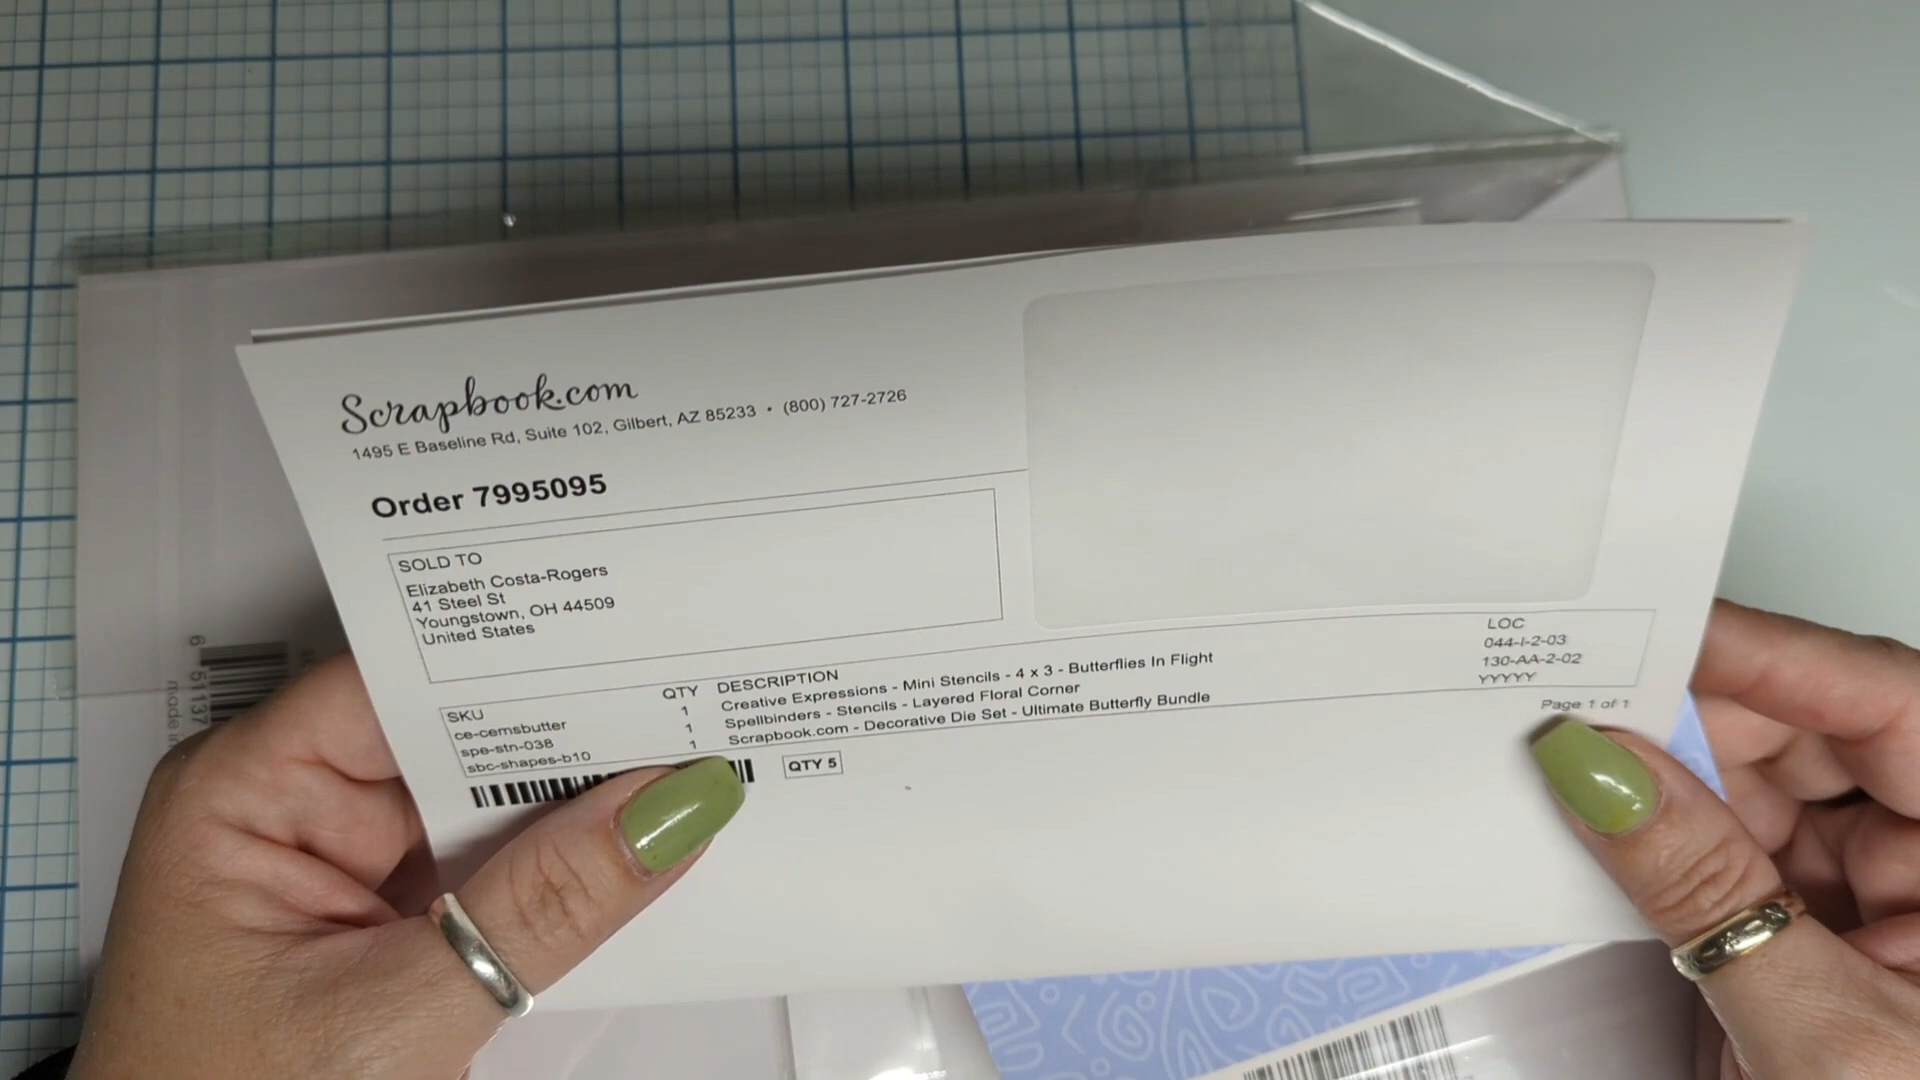 Scrapbook.com
1495 E Baseline Rd, Suite 102, Gilbert, AZ 85233 • (800) 727-2726
Order 7995095
SOLD TO
Elizabeth Costa-Rogers
41 Steel St
Youngstown, OH 44509
United States
SKU QTY DESCRIPTION LOC
ce-cemsbutter 1 Creative Expressions - Mini Stencils - 4 x 3 - Butterflies In Flight 044-I-2-03
spe-stn-038 1 Spellbinders - Stencils - Layered Floral Corner 130-AA-2-02
sbc-shapes-b10 1 Scrapbook.com - Decorative Die Set - Ultimate Butterfly Bundle YYYYY
QTY 5
Page 1 of 1
6 51137
made in